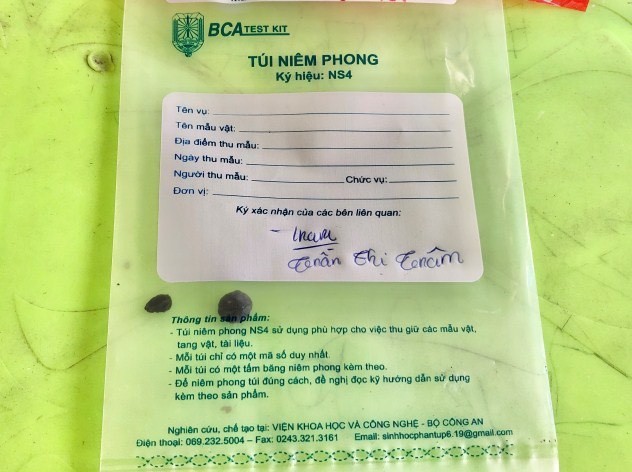 BCA TEST KIT
TÚI NIÊM PHONG
Ký hiệu: NS4
Tên vụ:
Tên mẫu vật:
Địa điểm thu mẫu:
Ngày thu mẫu:
Người thu mẫu: Chức vụ:
Đơn vị:
Ký xác nhận của các bên liên quan:
-
Trần Thị Trâm
Thông tin sản phẩm:
- Túi niêm phong NS4 sử dụng phù hợp cho việc thu giữ các mẫu vật,
tang vật, tài liệu.
- Mỗi túi chỉ có một mã số duy nhất.
- Mỗi túi có một tấm băng niêm phong kèm theo.
- Để niêm phong túi đúng cách, đề nghị đọc kỹ hướng dẫn sử dụng
kèm theo sản phẩm.
Nghiên cứu, chế tạo tại: VIỆN KHOA HỌC VÀ CÔNG NGHỆ - BỘ CÔNG AN
Điện thoại: 069.232.5004 – Fax: 0243.321.3161 Email: sinhhocphantup6.19@gmail.com